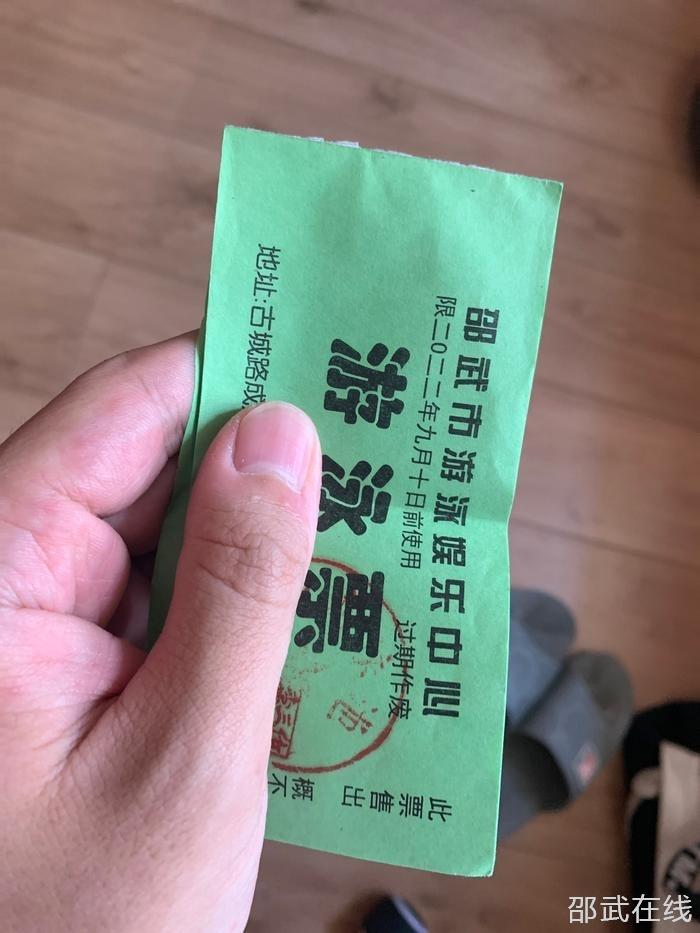 邵武市游泳娱乐中心
限二〇二二年九月十日前使用
过期作废
游泳票
地址:古城路成
此票售出
概不
市
邵武在线